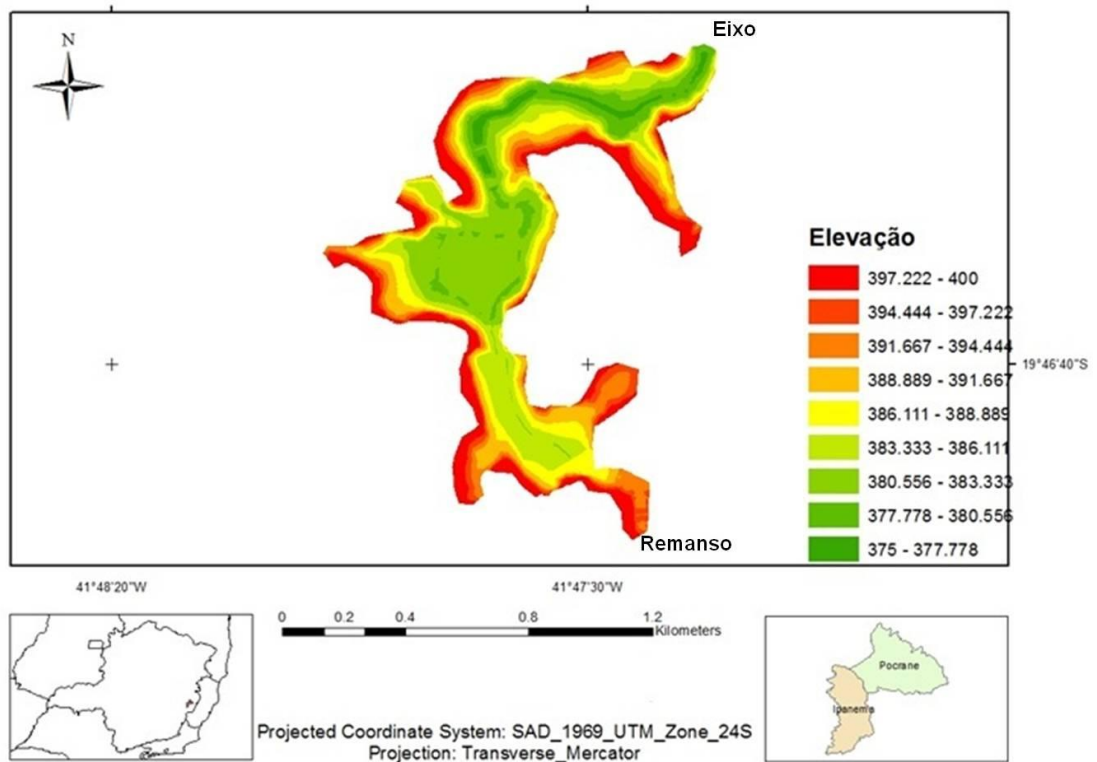 Eixo
N
Elevação
397.222 - 400
394.444 - 397.222
391.667 - 394.444
388.889 - 391.667
386.111 - 388.889
383.333 - 386.111
380.556 - 383.333
377.778 - 380.556
375 - 377.778
19°46'40"S
Remanso
41°48'20"W
41°47'30"W
0 0.2 0.4 0.8 1.2
Kilometers
Projected Coordinate System: SAD_1969_UTM_Zone_24S
Projection: Transverse_Mercator
Pocrane
Ipanema